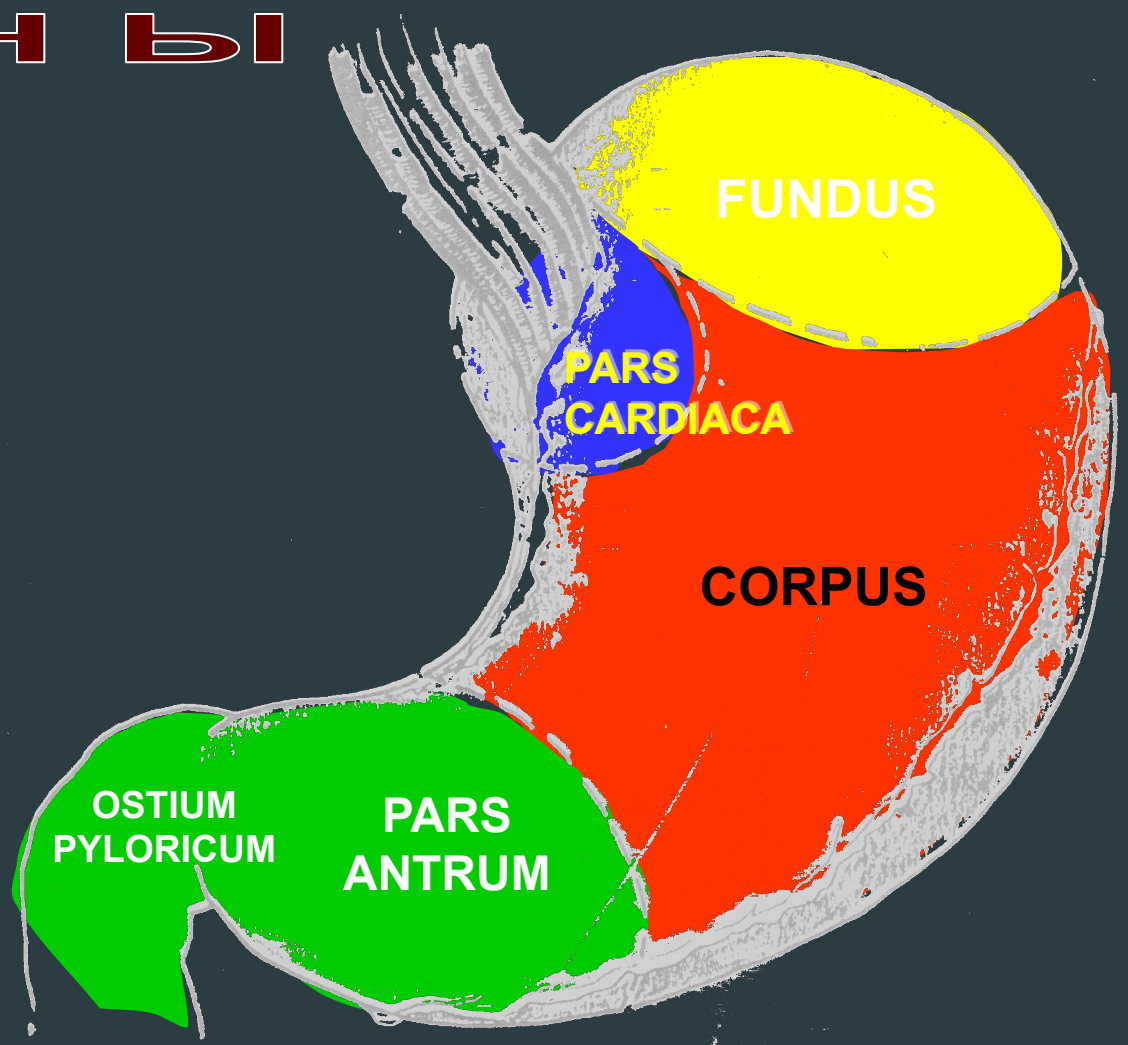 Н Ы
FUNDUS
PARS
CARDIACA
CORPUS
OSTIUM
PYLORICUM
PARS
ANTRUM